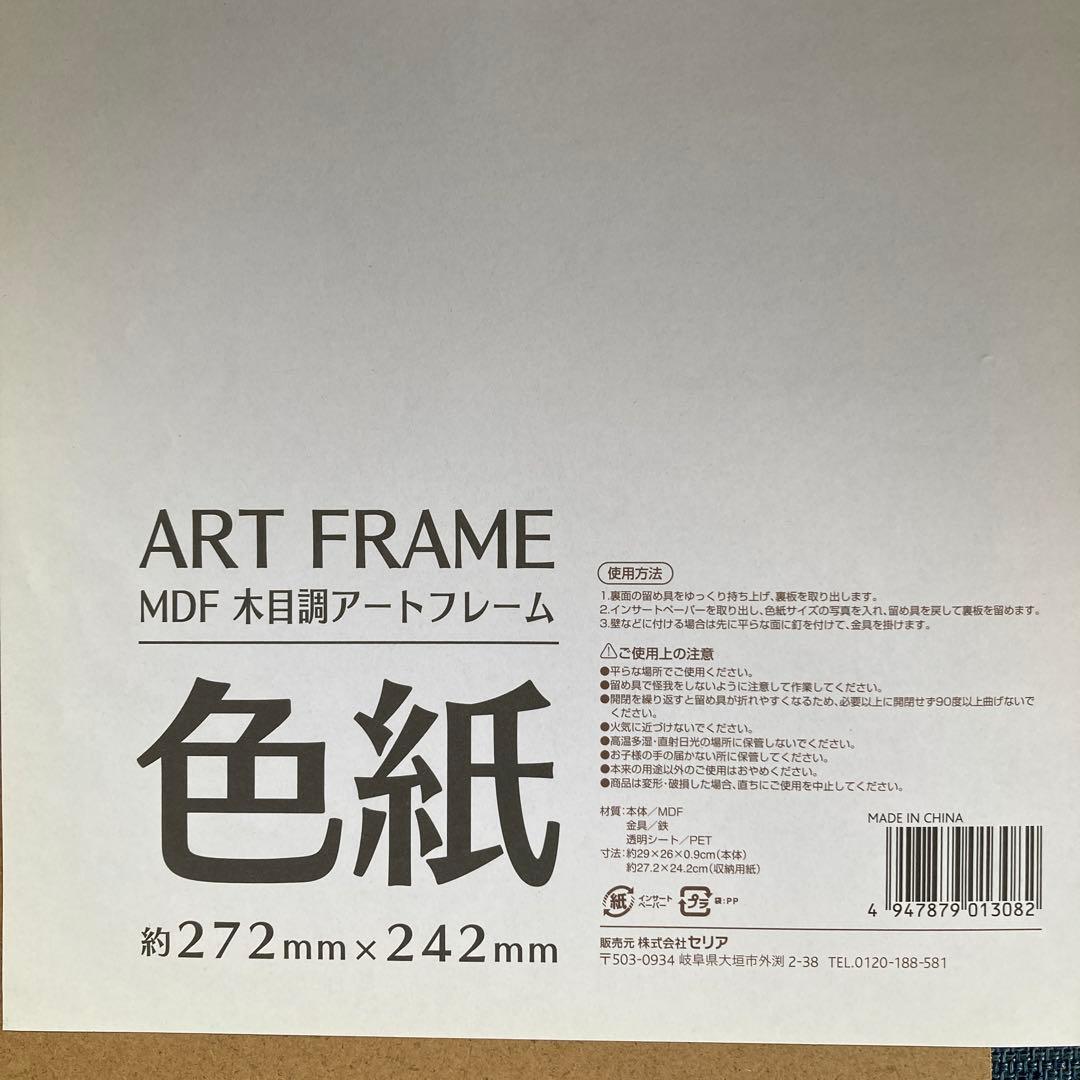 ART FRAME
MDF 木目調アートフレーム
色紙
約272mm×242mm
使用方法
1.裏面の留め具をゆっくり持ち上げ、裏板を取り出します。
2.インサートペーパーを取り出し、色紙サイズの写真を入れ、留め具を戻して裏板を留めます。
3.壁などに付ける場合は先に平らな面に釘を付けて、金具を掛けます。
⚠ご使用上の注意
●平らな場所でご使用ください。
●留め具で怪我をしないように注意して作業してください。
●開閉を繰り返すと留め具が折れやすくなるため、必要以上に開閉せず90度以上曲げないで
ください。
●火気に近づけないでください。
●高温多湿・直射日光の場所に保管しないでください。
●お子様の手の届かない所に保管してください。
●本来の用途以外のご使用はおやめください。
●商品は変形・破損した場合、直ちにご使用を中止してください。
材質：本体／MDF
金具／鉄
透明シート／PET
寸法：約29×26×0.9cm(本体)
約27.2×24.2cm(収納用紙)
紙 インサート
ペーパー
プラ 袋：PP
MADE IN CHINA
4 947879 013082
販売元 株式会社セリア
〒503-0934 岐阜県大垣市外渕 2-38 TEL.0120-188-581